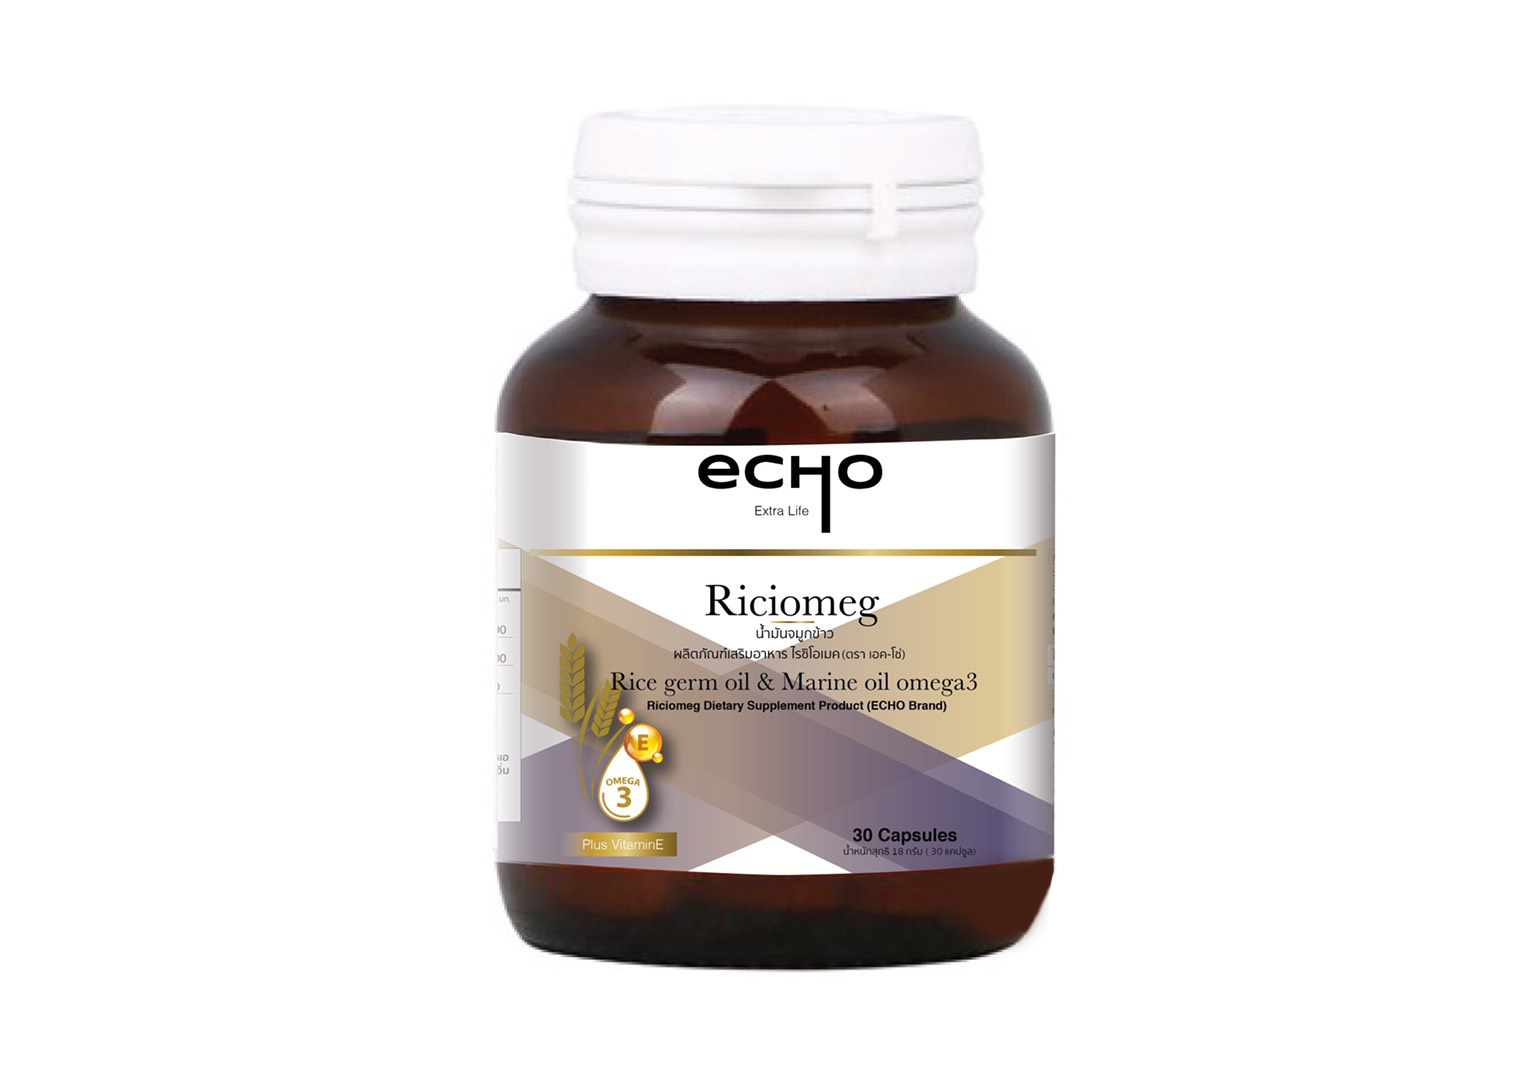 ecHo
Extra Life
Riciomeg
น้ำมันจมูกข้าว
ผลิตภัณฑ์เสริมอาหาร ไรซิโอเมค (ตรา เอค-โช่)
Rice germ oil & Marine oil omega3
Riciomeg Dietary Supplement Product (ECHO Brand)
มก.
E
OMEGA
3
Plus VitaminE
30 Capsules
น้ำหนักสุทธิ 18 กรัม ( 30 แคปซูล)